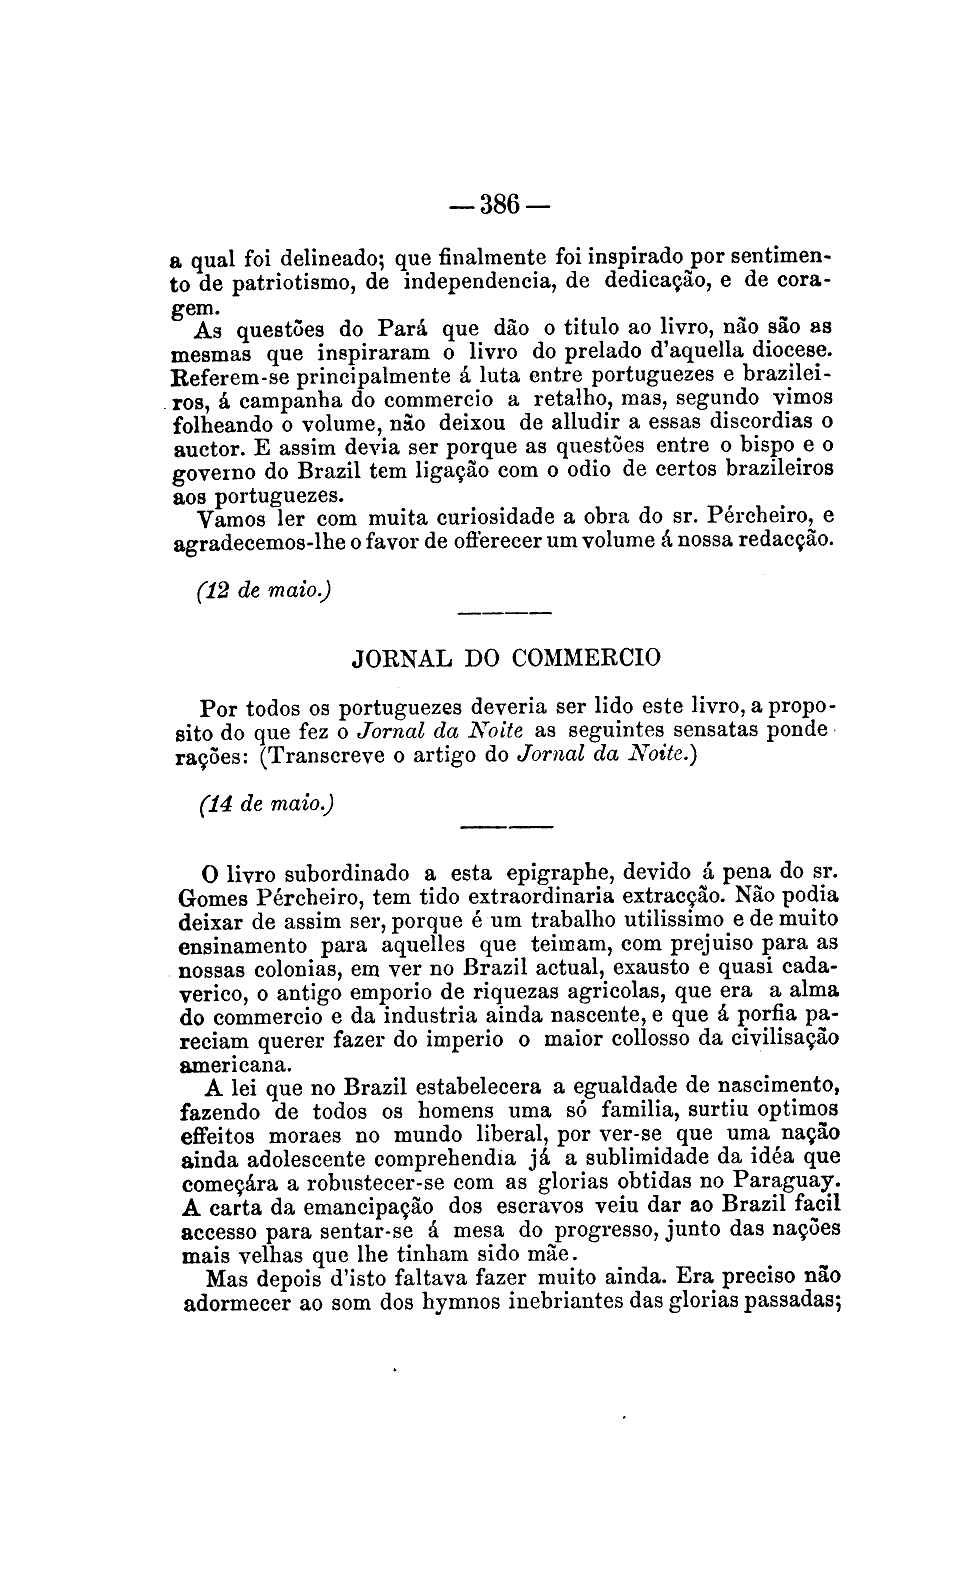 — 386 —
a qual foi delineado; que finalmente foi inspirado por sentimen-
to de patriotismo, de independencia, de dedicação, e de cora-
gem.
As questões do Pará que dão o titulo ao livro, não são as
mesmas que inspiraram o livro do prelado d'aquella diocese.
Referem-se principalmente á luta entre portuguezes e brazilei-
ros, á campanha do commercio a retalho, mas, segundo vimos
folheando o volume, não deixou de alludir a essas discordias o
auctor. E assim devia ser porque as questões entre o bispo e o
governo do Brazil tem ligação com o odio de certos brazileiros
aos portuguezes.
Vamos ler com muita curiosidade a obra do sr. Pércheiro, e
agradecemos-lhe o favor de offerecer um volume á nossa redacção.
(12 de maio.)
JORNAL DO COMMERCIO
Por todos os portuguezes deveria ser lido este livro, a propo-
sito do que fez o Jornal da Noite as seguintes sensatas ponde
rações: (Transcreve o artigo do Jornal da Noite.)
(14 de maio.)
O livro subordinado a esta epigraphe, devido á pena do sr.
Gomes Pércheiro, tem tido extraordinaria extracção. Não podia
deixar de assim ser, porque é um trabalho utilissimo e de muito
ensinamento para aquelles que teimam, com prejuiso para as
nossas colonias, em ver no Brazil actual, exausto e quasi cada-
verico, o antigo emporio de riquezas agricolas, que era a alma
do commercio e da industria ainda nascente, e que á porfia pa-
reciam querer fazer do imperio o maior collosso da civilisação
americana.
A lei que no Brazil estabelecera a egualdade de nascimento,
fazendo de todos os homens uma só familia, surtiu optimos
effeitos moraes no mundo liberal, por ver-se que uma nação
ainda adolescente comprehendia já a sublimidade da idéa que
começára a robustecer-se com as glorias obtidas no Paraguay.
A carta da emancipação dos escravos veiu dar ao Brazil facil
accesso para sentar-se á mesa do progresso, junto das nações
mais velhas que lhe tinham sido mãe.
Mas depois d'isto faltava fazer muito ainda. Era preciso não
adormecer ao som dos hymnos inebriantes das glorias passadas;